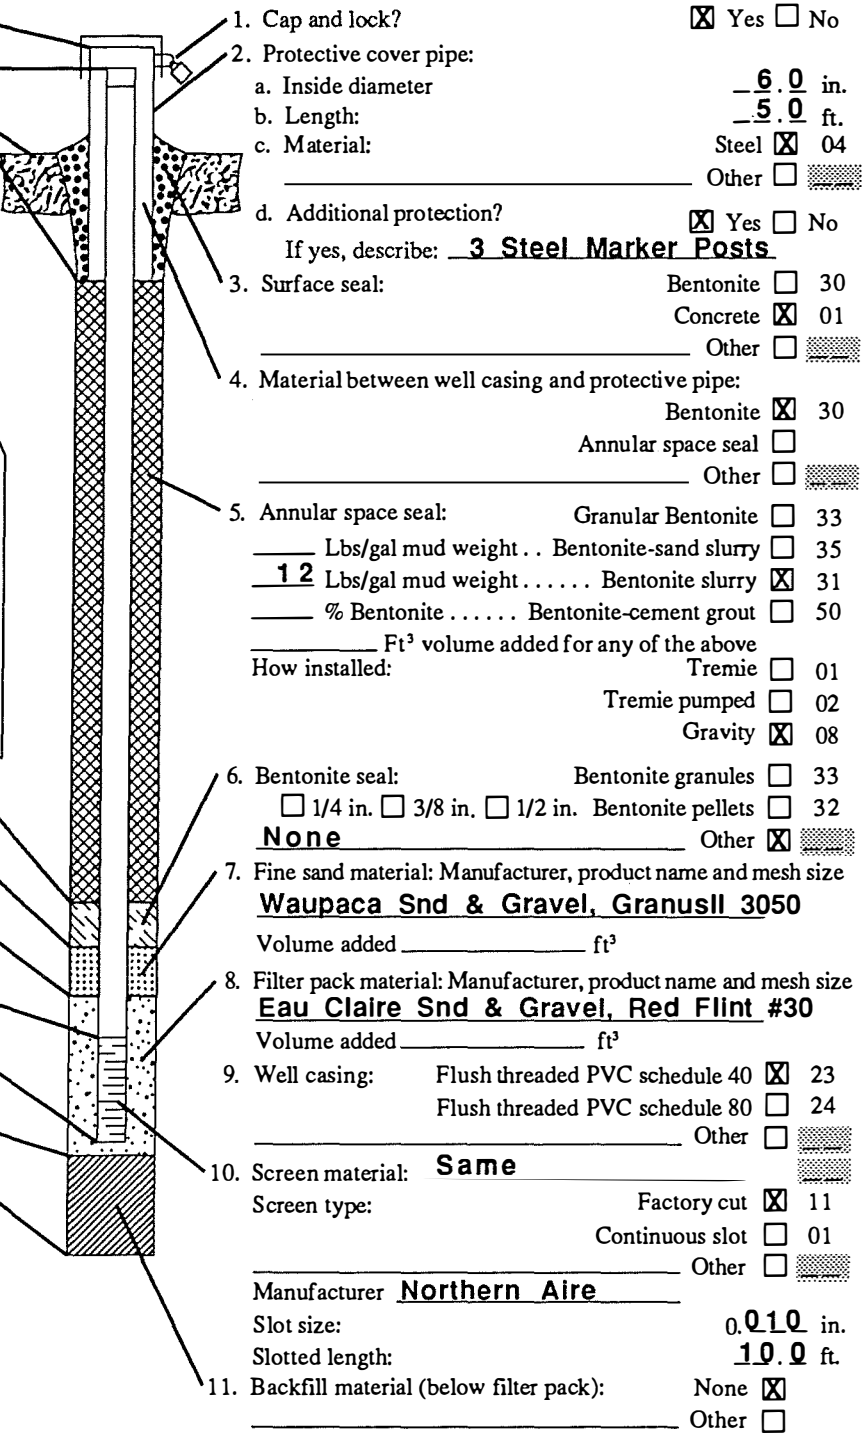 1. Cap and lock? ☒ Yes ☐ No
2. Protective cover pipe:
a. Inside diameter 6.0 in.
b. Length: 5.0 ft.
c. Material: Steel ☒ 04
Other ☐
d. Additional protection? ☒ Yes ☐ No
If yes, describe: 3 Steel Marker Posts
3. Surface seal: Bentonite ☐ 30
Concrete ☒ 01
Other ☐
4. Material between well casing and protective pipe:
Bentonite ☒ 30
Annular space seal ☐
Other ☐
5. Annular space seal: Granular Bentonite ☐ 33
____ Lbs/gal mud weight . . Bentonite-sand slurry ☐ 35
12 Lbs/gal mud weight . . . . . . Bentonite slurry ☒ 31
____ % Bentonite . . . . . . Bentonite-cement grout ☐ 50
____ Ft³ volume added for any of the above
How installed: Tremie ☐ 01
Tremie pumped ☐ 02
Gravity ☒ 08
6. Bentonite seal: Bentonite granules ☐ 33
☐ 1/4 in. ☐ 3/8 in. ☐ 1/2 in. Bentonite pellets ☐ 32
None Other ☒
7. Fine sand material: Manufacturer, product name and mesh size
Waupaca Snd & Gravel, Granusil 3050
Volume added ____ ft³
8. Filter pack material: Manufacturer, product name and mesh size
Eau Claire Snd & Gravel, Red Flint #30
Volume added ____ ft³
9. Well casing: Flush threaded PVC schedule 40 ☒ 23
Flush threaded PVC schedule 80 ☐ 24
Other ☐
10. Screen material: Same
Screen type: Factory cut ☒ 11
Continuous slot ☐ 01
Other ☐
Manufacturer Northern Aire
Slot size: 0.010 in.
Slotted length: 10.0 ft.
11. Backfill material (below filter pack): None ☒
Other ☐